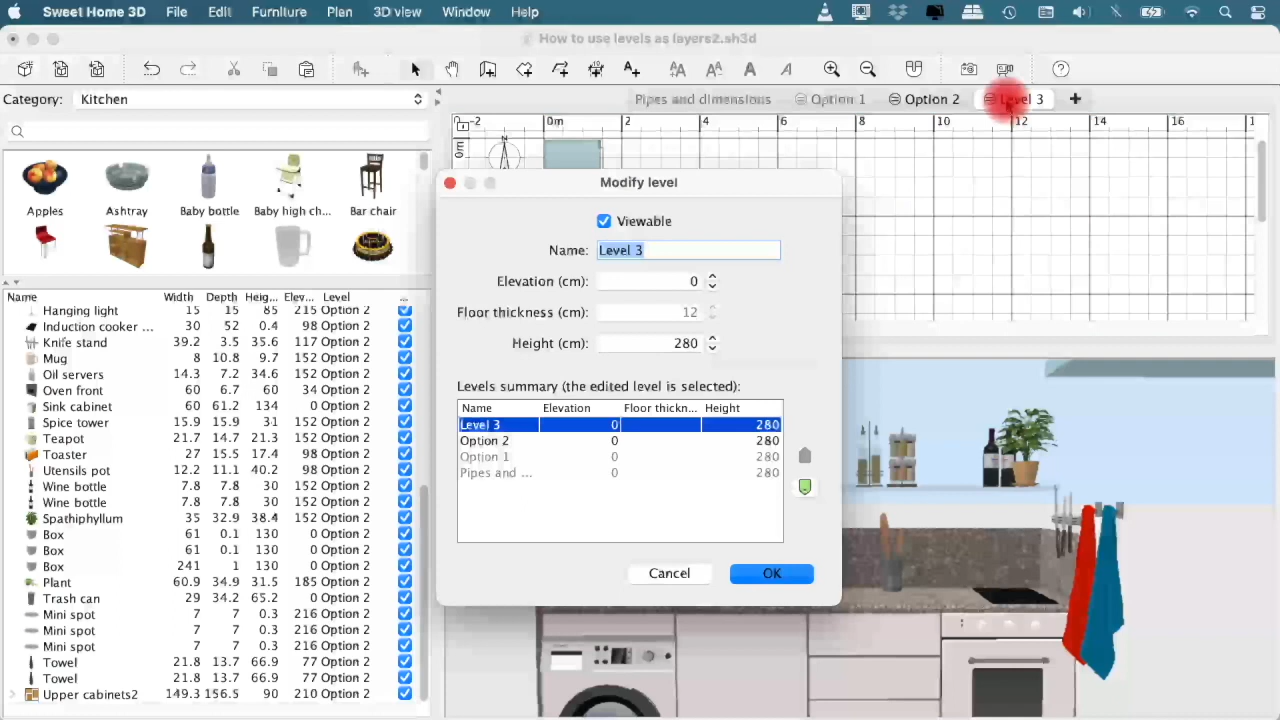 Sweet Home 3D File Edit Furniture Plan 3D view Window Help
How to use levels as layers2.sh3d
Category: Kitchen
Pipes and dimensions Option 1 Option 2 Level 3
-2 0m 2 4 6 8 10 12 14 16
0m
Apples Ashtray Baby bottle Baby high ch... Bar chair
Name Width Depth Heig... Elev... Level ...
Hanging light 15 15 85 215 Option 2
Induction cooker ... 30 52 0.4 98 Option 2
Knife stand 39.2 3.5 35.6 117 Option 2
Mug 8 10.8 9.7 152 Option 2
Oil servers 14.3 7.2 34.6 152 Option 2
Oven front 60 6.7 60 34 Option 2
Sink cabinet 60 61.2 134 0 Option 2
Spice tower 15.9 15.9 31 152 Option 2
Teapot 21.7 14.7 21.3 152 Option 2
Toaster 27 15.5 17.4 98 Option 2
Utensils pot 12.2 11.1 40.2 98 Option 2
Wine bottle 7.8 7.8 30 152 Option 2
Wine bottle 7.8 7.8 30 152 Option 2
Spathiphyllum 35 32.9 38.4 152 Option 2
Box 61 0.1 130 0 Option 2
Box 61 0.1 130 0 Option 2
Box 241 1 130 0 Option 2
Plant 60.9 34.9 31.5 185 Option 2
Trash can 29 34.2 65.2 0 Option 2
Mini spot 7 7 0.3 216 Option 2
Mini spot 7 7 0.3 216 Option 2
Mini spot 7 7 0.3 216 Option 2
Towel 21.8 13.7 66.9 77 Option 2
Towel 21.8 13.7 66.9 77 Option 2
Upper cabinets2 149.3 156.5 90 210 Option 2
Modify level
Viewable
Name: Level 3
Elevation (cm): 0
Floor thickness (cm): 12
Height (cm): 280
Levels summary (the edited level is selected):
Name Elevation Floor thickn... Height
Level 3 0 280
Option 2 0 280
Option 1 0 280
Pipes and ... 0 280
Cancel OK